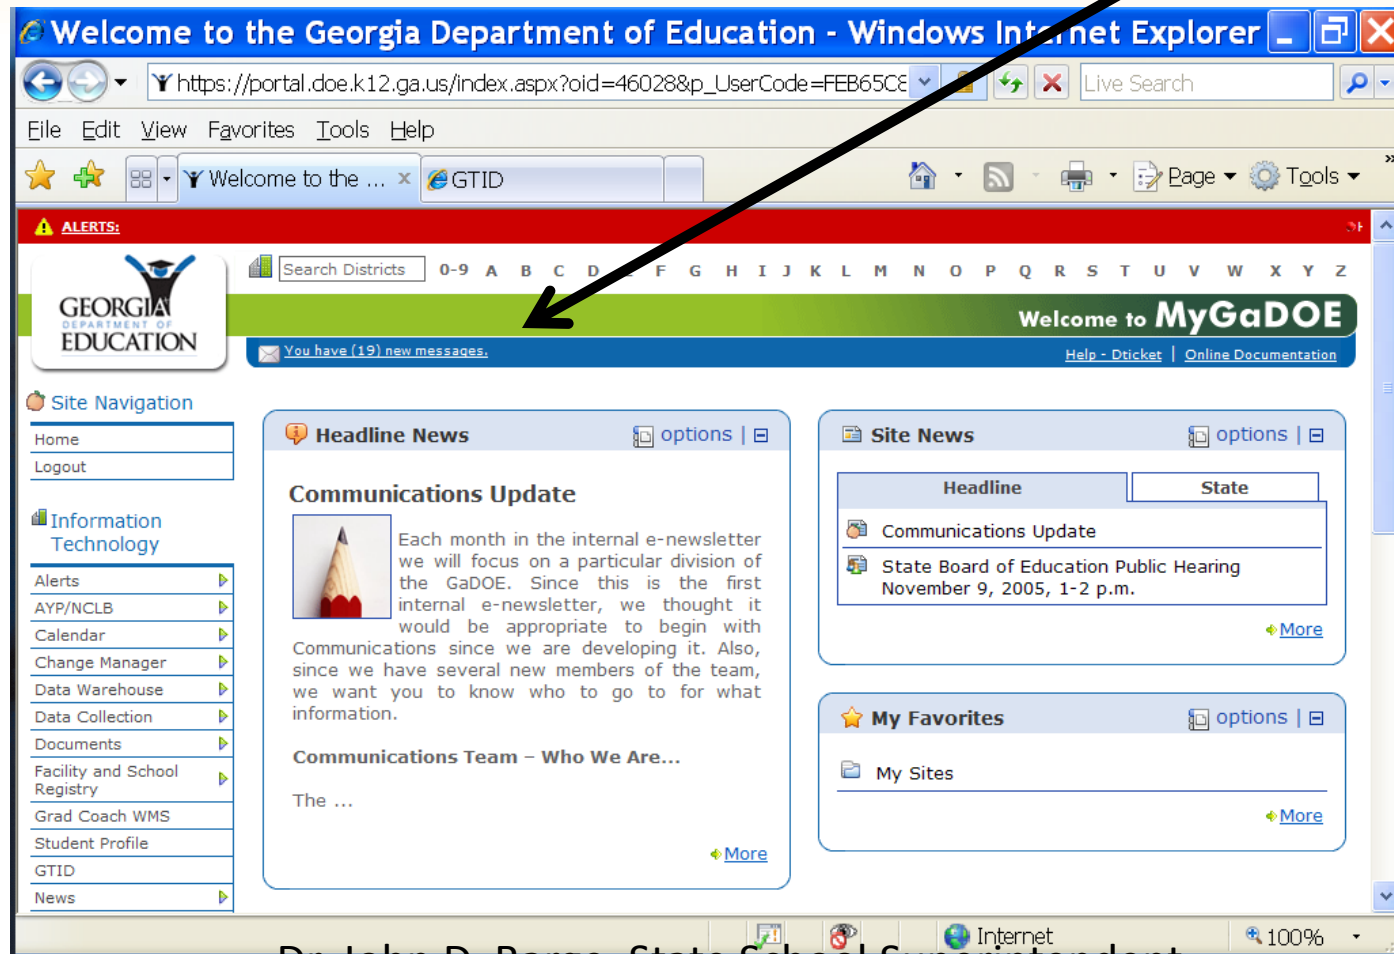 Welcome to the Georgia Department of Education - Windows Internet Explorer
https://portal.doe.k12.ga.us/index.aspx?oid=46028&p_UserCode=FEB65C8
Live Search
File Edit View Favorites Tools Help
Welcome to the ... GTID Page Tools
ALERTS:
Search Districts 0-9 A B C D E F G H I J K L M N O P Q R S T U V W X Y Z
GEORGIA
DEPARTMENT OF
EDUCATION
Welcome to MyGaDOE
You have (19) new messages.
Help - Dticket | Online Documentation
Site Navigation
Home
Logout
Information
Technology
Alerts
AYP/NCLB
Calendar
Change Manager
Data Warehouse
Data Collection
Documents
Facility and School
Registry
Grad Coach WMS
Student Profile
GTID
News
Headline News options |
Communications Update
Each month in the internal e-newsletter
we will focus on a particular division of
the GaDOE. Since this is the first
internal e-newsletter, we thought it
would be appropriate to begin with
Communications since we are developing it. Also,
since we have several new members of the team,
we want you to know who to go to for what
information.
Communications Team – Who We Are...
The ...
More
Site News options |
Headline State
Communications Update
State Board of Education Public Hearing
November 9, 2005, 1-2 p.m.
More
My Favorites options |
My Sites
More
Internet 100%
Dr. John D. Barge, State School Superintendent